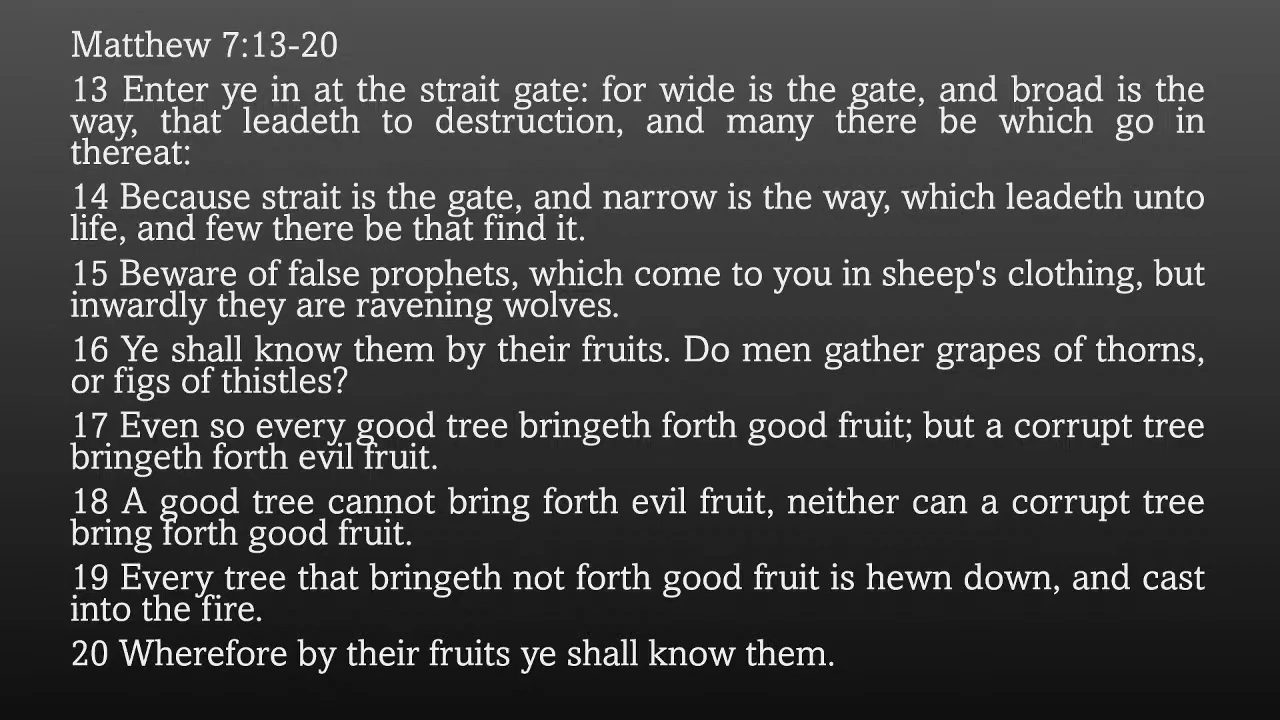 Matthew 7:13-20
13 Enter ye in at the strait gate: for wide is the gate, and broad is the
way, that leadeth to destruction, and many there be which go in
thereat:
14 Because strait is the gate, and narrow is the way, which leadeth unto
life, and few there be that find it.
15 Beware of false prophets, which come to you in sheep's clothing, but
inwardly they are ravening wolves.
16 Ye shall know them by their fruits. Do men gather grapes of thorns,
or figs of thistles?
17 Even so every good tree bringeth forth good fruit; but a corrupt tree
bringeth forth evil fruit.
18 A good tree cannot bring forth evil fruit, neither can a corrupt tree
bring forth good fruit.
19 Every tree that bringeth not forth good fruit is hewn down, and cast
into the fire.
20 Wherefore by their fruits ye shall know them.